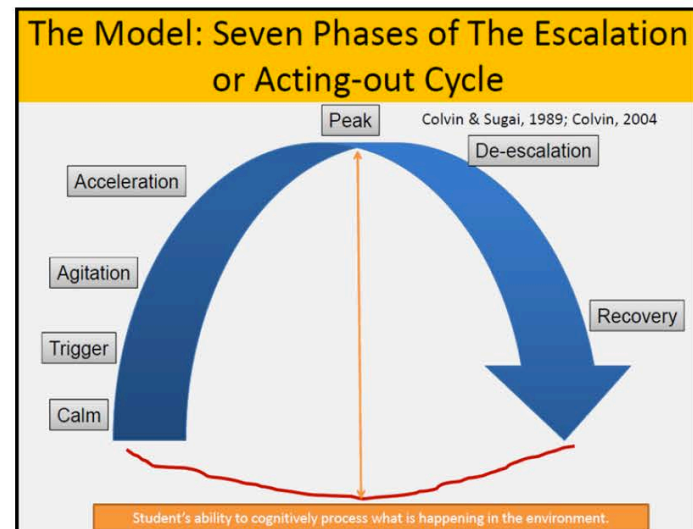 The Model: Seven Phases of The Escalation
or Acting-out Cycle
Peak
Colvin & Sugai, 1989; Colvin, 2004
De-escalation
Acceleration
Agitation
Recovery
Trigger
Calm
Student's ability to cognitively process what is happening in the environment.